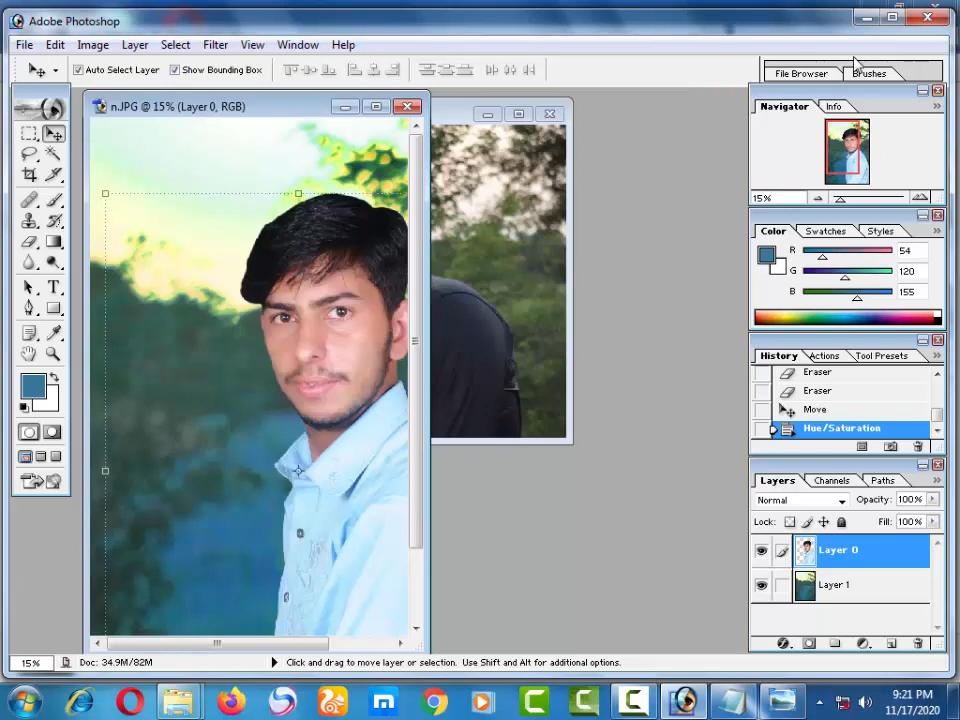 Adobe Photoshop
File Edit Image Layer Select Filter View Window Help
Auto Select Layer Show Bounding Box
File Browser Brushes
n.JPG @ 15% (Layer 0, RGB)
Navigator Info
15%
Color Swatches Styles
R 54
G 120
B 155
History Actions Tool Presets
Eraser
Eraser
Move
Hue/Saturation
Layers Channels Paths
Normal Opacity: 100%
Lock: Fill: 100%
Layer 0
Layer 1
15% Doc: 34.9M/82M Click and drag to move layer or selection. Use Shift and Alt for additional options.
9:21 PM
11/17/2020